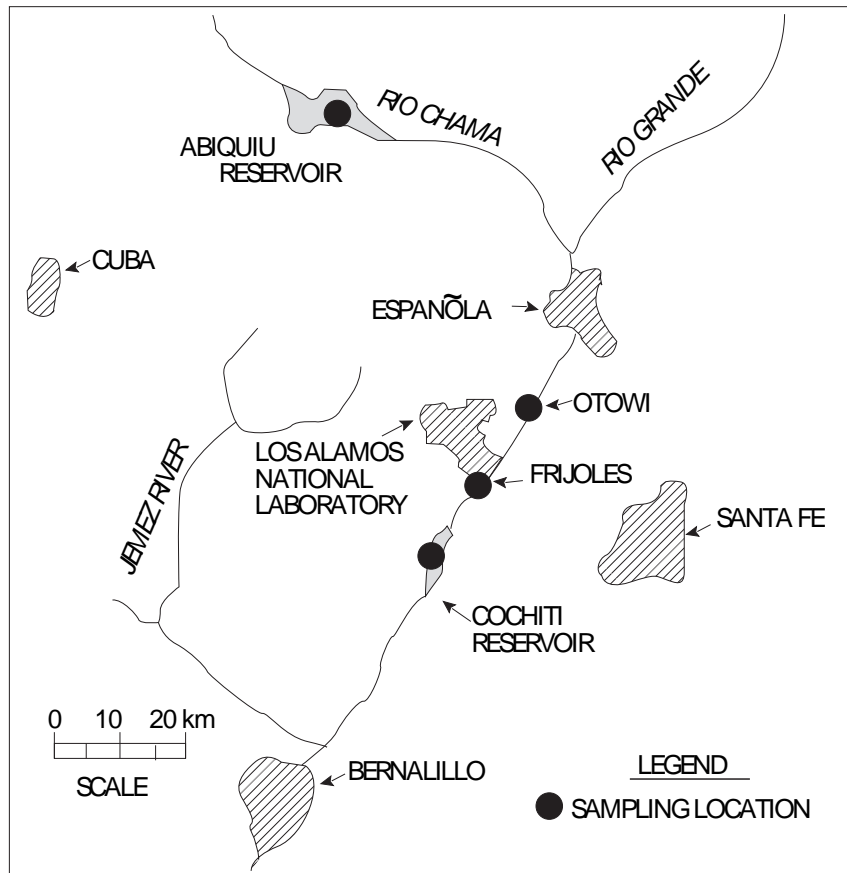 RIO CHAMA
RIO GRANDE
ABIQUIU
RESERVOIR
CUBA
ESPANÕLA
OTOWI
LOS ALAMOS
NATIONAL
LABORATORY
FRIJOLES
JEMEZ RIVER
SANTA FE
COCHITI
RESERVOIR
0 10 20 km
SCALE
BERNALILLO
LEGEND
SAMPLING LOCATION